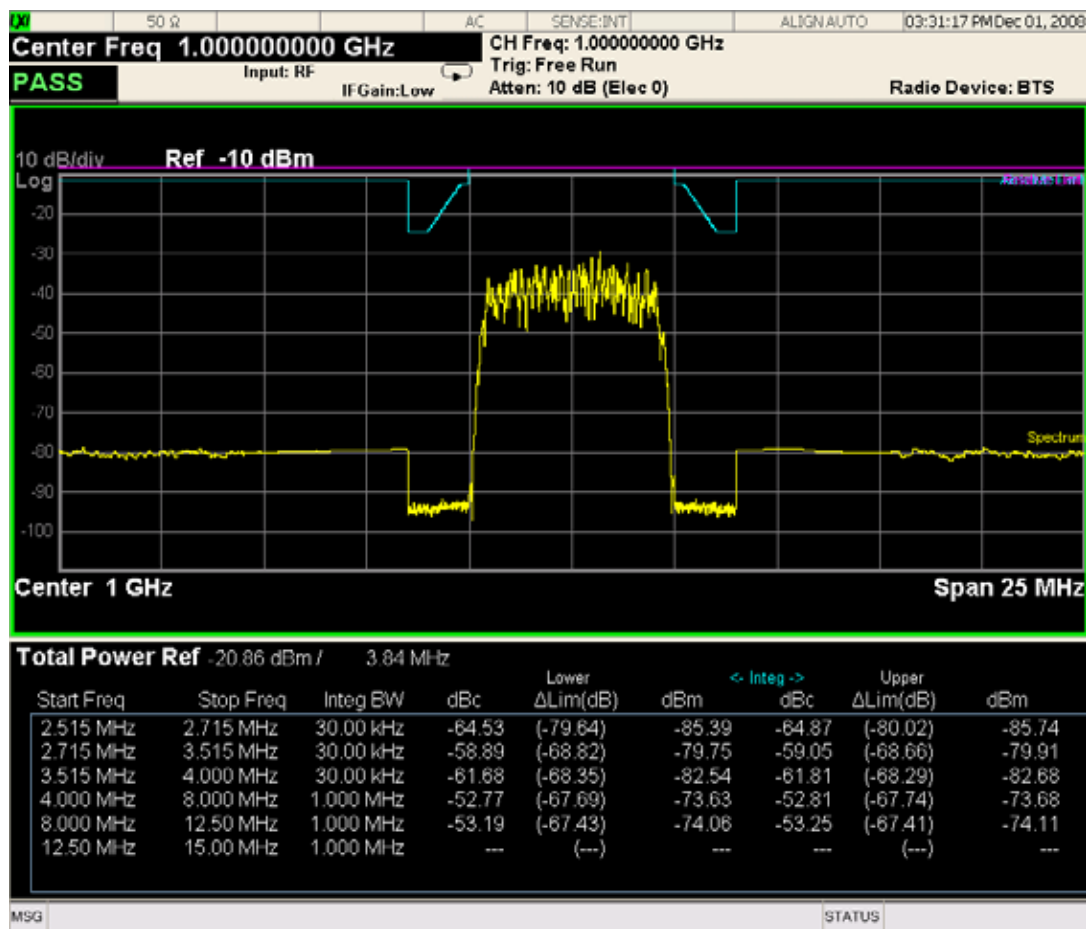 LXI 50 Ω AC SENSE:INT ALIGN AUTO 03:31:17 PM Dec 01, 2008
Center Freq 1.000000000 GHz
CH Freq: 1.000000000 GHz
Input: RF
Trig: Free Run
PASS
IFGain:Low
Atten: 10 dB (Elec 0)
Radio Device: BTS
10 dB/div Ref -10 dBm
Log
-20
-30
-40
-50
-60
-70
-80
-90
-100
Spectrum
Center 1 GHz Span 25 MHz
Total Power Ref -20.86 dBm / 3.84 MHz
Lower <- Integ -> Upper
Start Freq Stop Freq Integ BW dBc ΔLim(dB) dBm dBc ΔLim(dB) dBm
2.515 MHz 2.715 MHz 30.00 kHz -64.53 (-79.64) -85.39 -64.87 (-80.02) -85.74
2.715 MHz 3.515 MHz 30.00 kHz -58.89 (-68.82) -79.75 -59.05 (-68.66) -79.91
3.515 MHz 4.000 MHz 30.00 kHz -61.68 (-68.35) -82.54 -61.81 (-68.29) -82.68
4.000 MHz 8.000 MHz 1.000 MHz -52.77 (-67.69) -73.63 -52.81 (-67.74) -73.68
8.000 MHz 12.50 MHz 1.000 MHz -53.19 (-67.43) -74.06 -53.25 (-67.41) -74.11
12.50 MHz 15.00 MHz 1.000 MHz --- (---) --- --- (---) ---
MSG STATUS